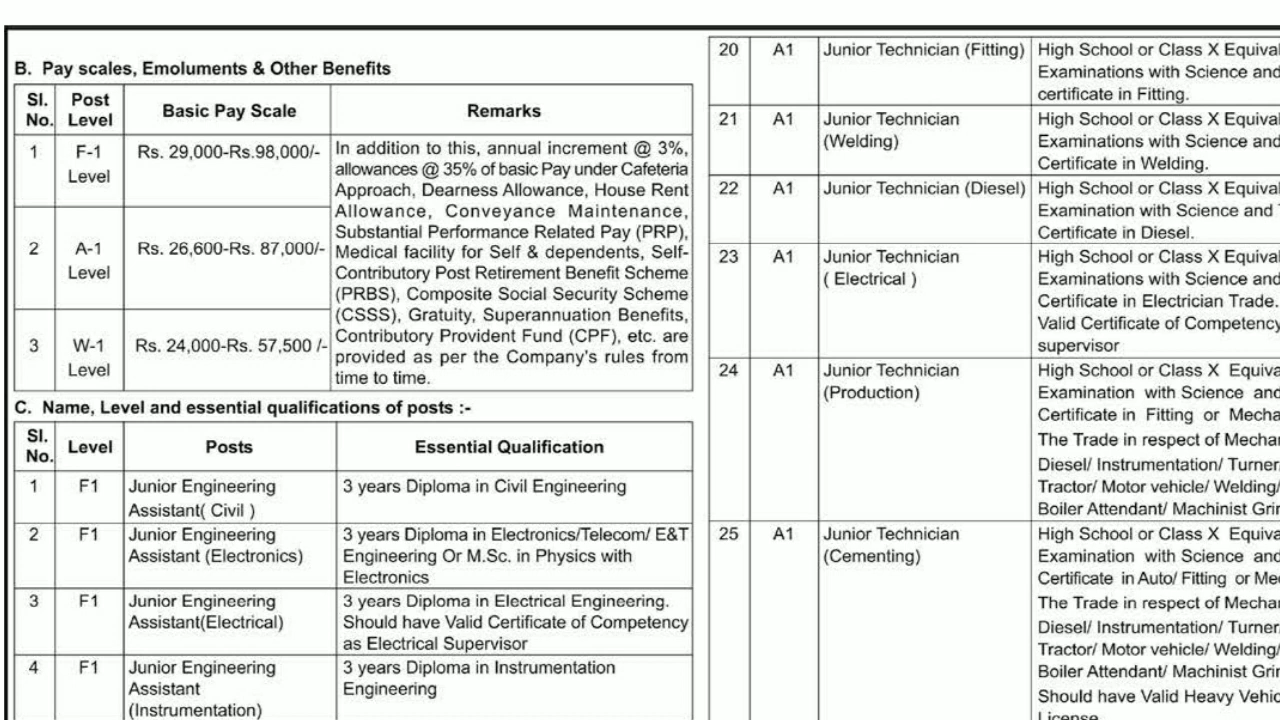 B. Pay scales, Emoluments & Other Benefits
Sl. No. Post Level Basic Pay Scale Remarks
1 F-1 Level Rs. 29,000-Rs.98,000/-
2 A-1 Level Rs. 26,600-Rs. 87,000/-
3 W-1 Level Rs. 24,000-Rs. 57,500 /-
In addition to this, annual increment @ 3%,
allowances @ 35% of basic Pay under Cafeteria
Approach, Dearness Allowance, House Rent
Allowance, Conveyance Maintenance,
Substantial Performance Related Pay (PRP),
Medical facility for Self & dependents, Self-
Contributory Post Retirement Benefit Scheme
(PRBS), Composite Social Security Scheme
(CSSS), Gratuity, Superannuation Benefits,
Contributory Provident Fund (CPF), etc. are
provided as per the Company's rules from
time to time.
C. Name, Level and essential qualifications of posts :-
Sl. No. Level Posts Essential Qualification
1 F1 Junior Engineering 3 years Diploma in Civil Engineering
Assistant( Civil )
2 F1 Junior Engineering 3 years Diploma in Electronics/Telecom/ E&T
Assistant (Electronics) Engineering Or M.Sc. in Physics with
Electronics
3 F1 Junior Engineering 3 years Diploma in Electrical Engineering.
Assistant(Electrical) Should have Valid Certificate of Competency
as Electrical Supervisor
4 F1 Junior Engineering 3 years Diploma in Instrumentation
Assistant Engineering
(Instrumentation)
20 A1 Junior Technician (Fitting) High School or Class X
Examinations with Science and
certificate in Fitting.
21 A1 Junior Technician High School or Class X
(Welding) Examinations with Science and
Certificate in Welding.
22 A1 Junior Technician (Diesel) High School or Class X
Examination with Science and
Certificate in Diesel.
23 A1 Junior Technician High School or Class X
( Electrical ) Examinations with Science and
Certificate in Electrician Trade.
Valid Certificate of Competency
supervisor
24 A1 Junior Technician High School or Class X
(Production) Examination with Science and
Certificate in Fitting or
The Trade in respect of
Diesel/ Instrumentation/ Turner
Tractor/ Motor vehicle/ Welding/
Boiler Attendant/ Machinist
25 A1 Junior Technician High School or Class X
(Cementing) Examination with Science and
Certificate in Auto/ Fitting or
The Trade in respect of
Diesel/ Instrumentation/ Turner
Tractor/ Motor vehicle/ Welding/
Boiler Attendant/ Machinist
Should have Valid Heavy
License